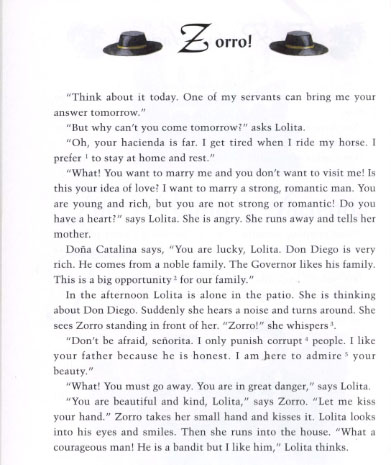 Zorro!
“Think about it today. One of my servants can bring me your
answer tomorrow.”
“But why can't you come tomorrow?” asks Lolita.
“Oh, your hacienda is far. I get tired when I ride my horse. I
prefer ¹ to stay at home and rest.”
“What! You want to marry me and you don't want to visit me! Is
this your idea of love? I want to marry a strong, romantic man. You
are young and rich, but you are not strong or romantic! Do you
have a heart?” says Lolita. She is angry. She runs away and tells her
mother.
Doña Catalina says, “You are lucky, Lolita. Don Diego is very
rich. He comes from a noble family. The Governor likes his family.
This is a big opportunity ² for our family.”
In the afternoon Lolita is alone in the patio. She is thinking
about Don Diego. Suddenly she hears a noise and turns around. She
sees Zorro standing in front of her. “Zorro!” she whispers ³.
“Don't be afraid, señorita. I only punish corrupt ⁴ people. I like
your father because he is honest. I am here to admire ⁵ your
beauty.”
“What! You must go away. You are in great danger,” says Lolita.
“You are beautiful and kind, Lolita,” says Zorro. “Let me kiss
your hand.” Zorro takes her small hand and kisses it. Lolita looks
into his eyes and smiles. Then she runs into the house. “What a
courageous man! He is a bandit but I like him,” Lolita thinks.